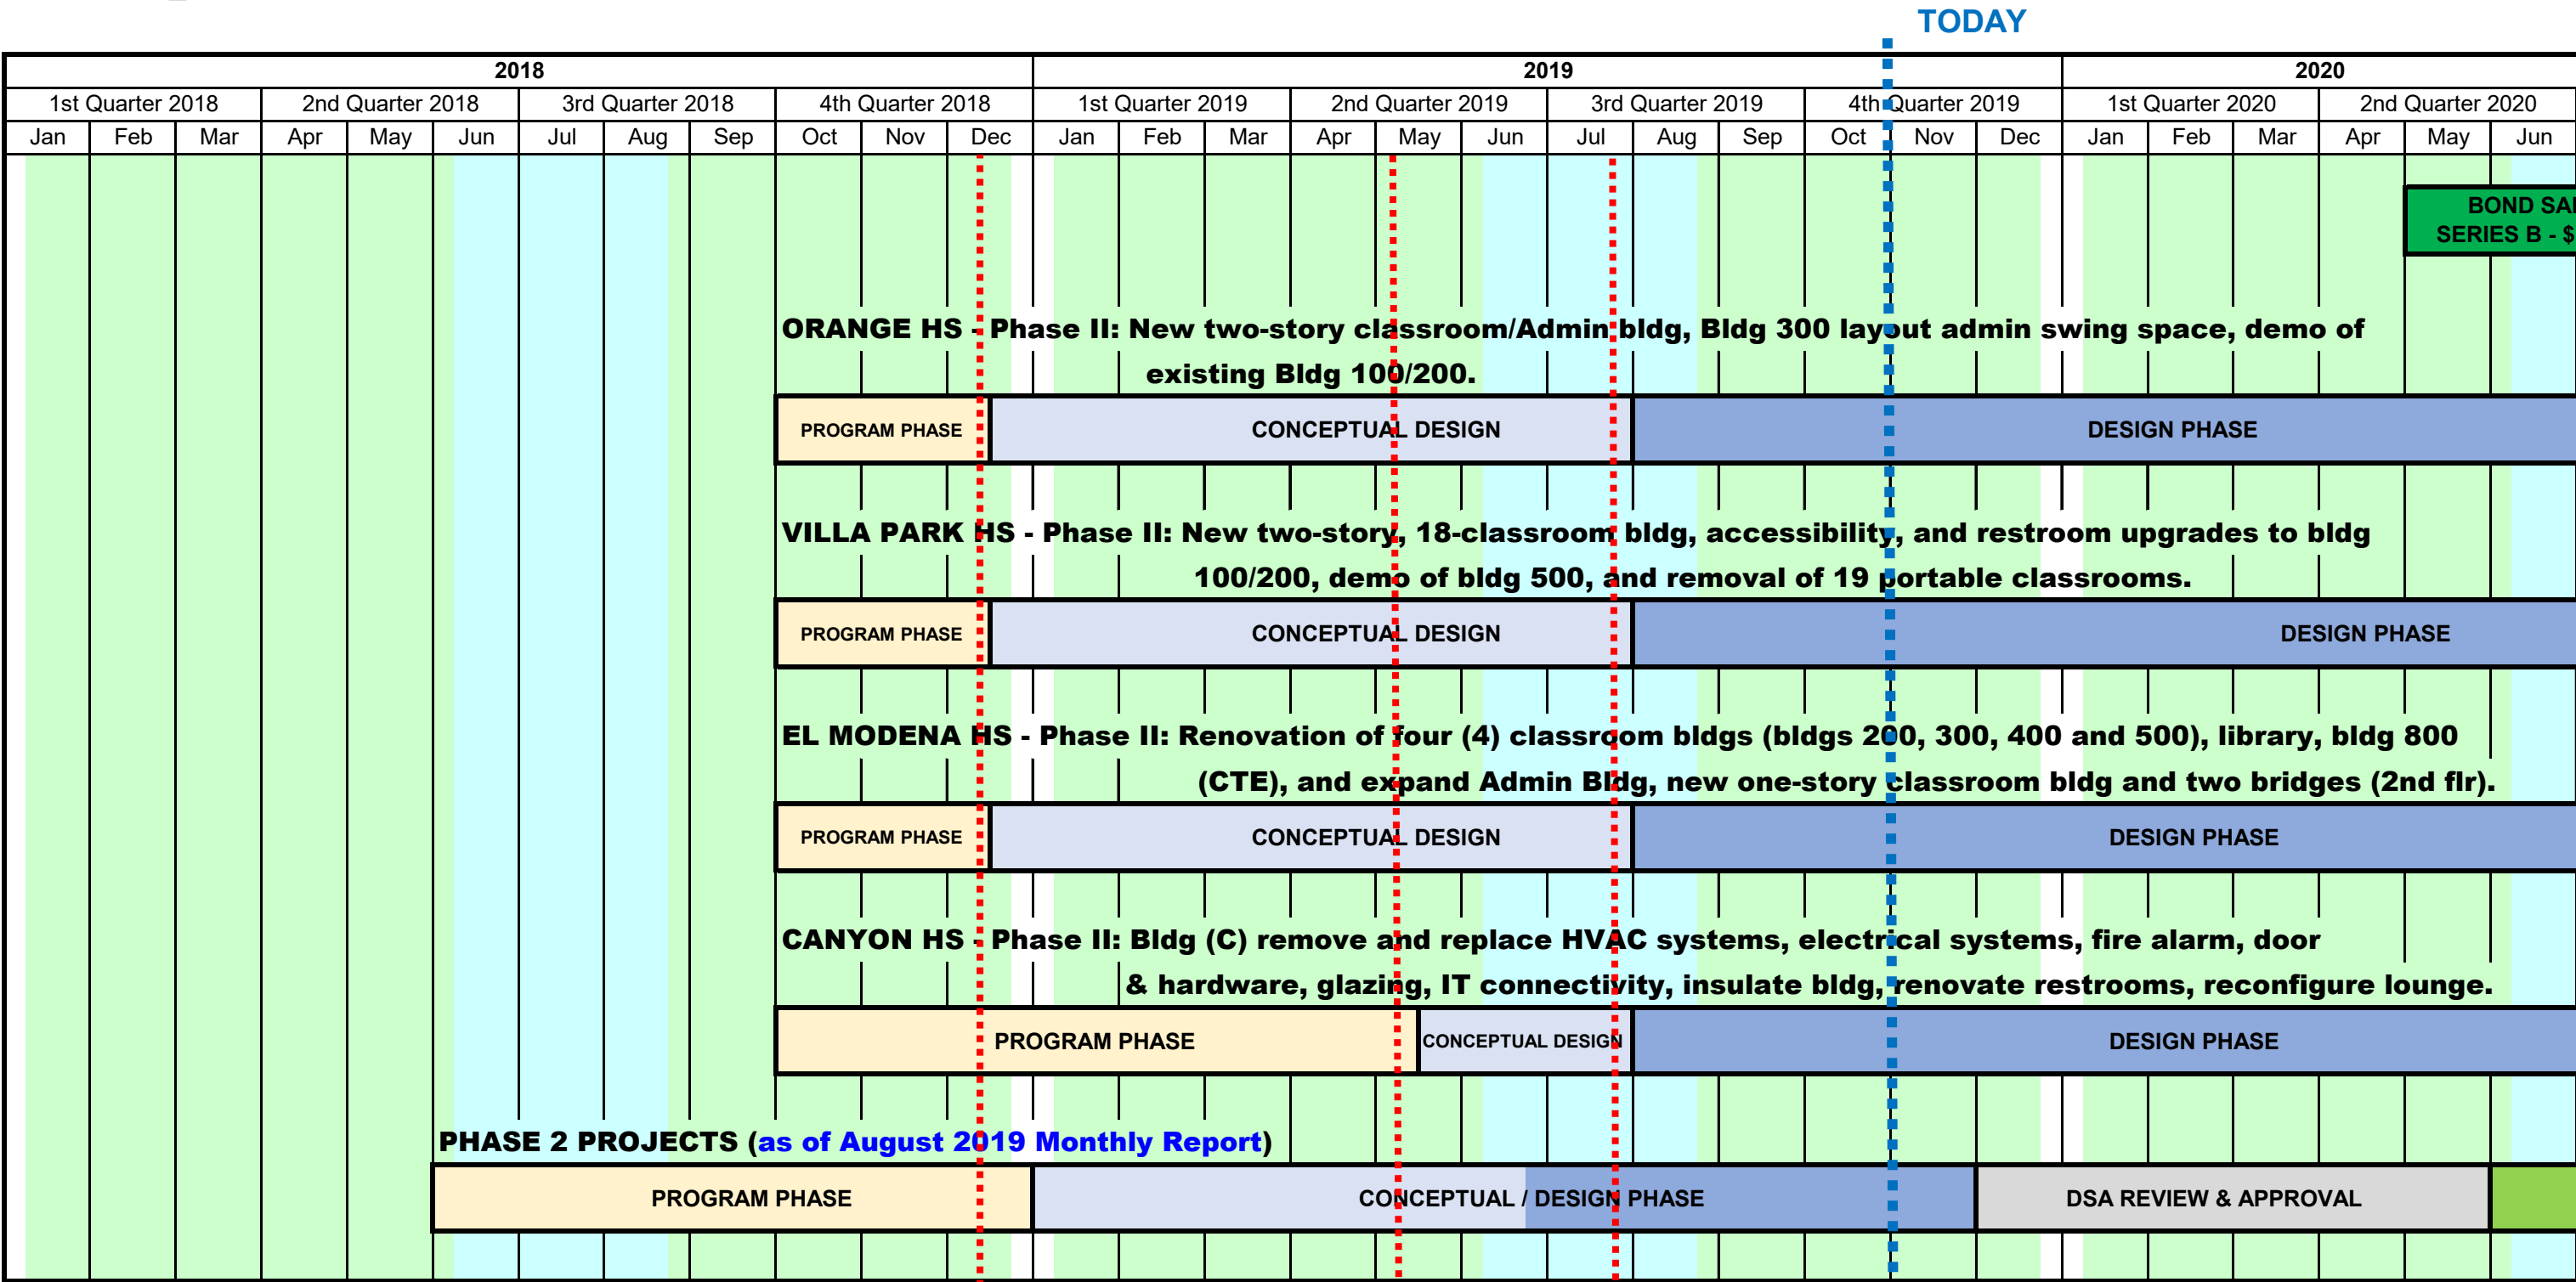 TODAY
2018 2019 2020
1st Quarter 2018 2nd Quarter 2018 3rd Quarter 2018 4th Quarter 2018 1st Quarter 2019 2nd Quarter 2019 3rd Quarter 2019 4th Quarter 2019 1st Quarter 2020 2nd Quarter 2020
Jan Feb Mar Apr May Jun Jul Aug Sep Oct Nov Dec Jan Feb Mar Apr May Jun Jul Aug Sep Oct Nov Dec Jan Feb Mar Apr May Jun
BOND
SERIES B - $
ORANGE HS - Phase II: New two-story classroom/Admin bldg, Bldg 300 layout admin swing space, demo of
existing Bldg 100/200.
PROGRAM PHASE CONCEPTUAL DESIGN DESIGN PHASE
VILLA PARK HS - Phase II: New two-story, 18-classroom bldg, accessibility, and restroom upgrades to bldg
100/200, demo of bldg 500, and removal of 19 portable classrooms.
PROGRAM PHASE CONCEPTUAL DESIGN DESIGN PHASE
EL MODENA HS - Phase II: Renovation of four (4) classroom bldgs (bldgs 200, 300, 400 and 500), library, bldg 800
(CTE), and expand Admin Bldg, new one-story classroom bldg and two bridges (2nd flr).
PROGRAM PHASE CONCEPTUAL DESIGN DESIGN PHASE
CANYON HS - Phase II: Bldg (C) remove and replace HVAC systems, electrical systems, fire alarm, door
& hardware, glazing, IT connectivity, insulate bldg, renovate restrooms, reconfigure lounge.
PROGRAM PHASE CONCEPTUAL DESIGN DESIGN PHASE
PHASE 2 PROJECTS (as of August 2019 Monthly Report)
PROGRAM PHASE CONCEPTUAL / DESIGN PHASE DSA REVIEW & APPROVAL